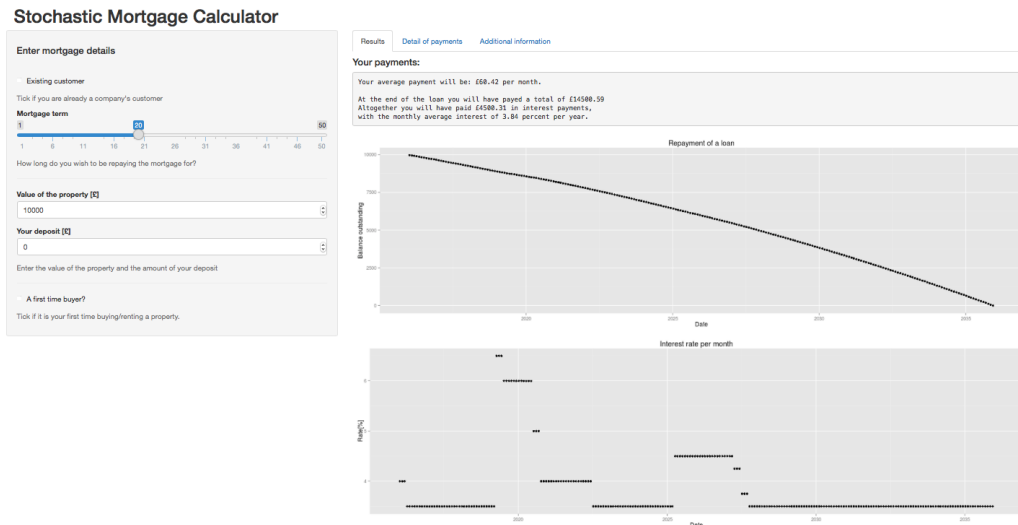 Stochastic Mortgage Calculator
Enter mortgage details
Existing customer
Tick if you are already a company's customer
Mortgage term
1 20 50
1 6 11 16 21 26 31 36 41 46 50
How long do you wish to be repaying the mortgage for?
Value of the property [£]
10000
Your deposit [£]
0
Enter the value of the property and the amount of your deposit
A first time buyer?
Tick if it is your first time buying/renting a property.
Results Detail of payments Additional information
Your payments:
Your average payment will be: £60.42 per month.
At the end of the loan you will have payed a total of £14500.59
Altogether you will have paid £4500.31 in interest payments,
with the monthly average interest of 3.84 percent per year.
Repayment of a loan
Balance outstanding
10000
7500
5000
2500
0
2020 2025 2030 2035
Date
Interest rate per month
Rate[%]
2020 2025 2030
Date